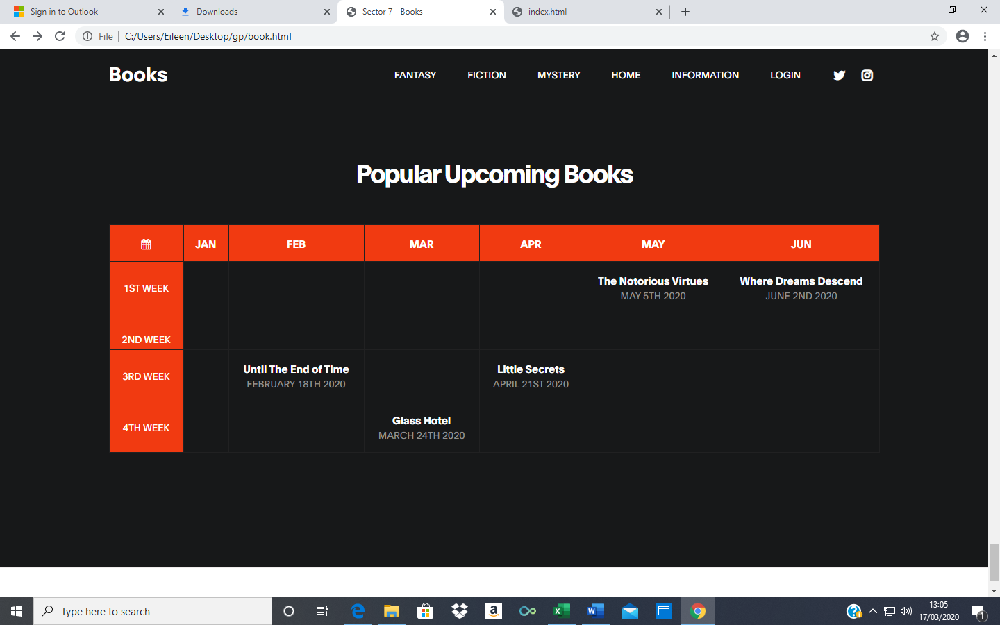 Sign in to Outlook
Downloads
Sector 7 - Books
index.html
File C:/Users/Eileen/Desktop/gp/book.html
Books
FANTASY FICTION MYSTERY HOME INFORMATION LOGIN
Popular Upcoming Books
JAN FEB MAR APR MAY JUN
1ST WEEK
The Notorious Virtues
MAY 5TH 2020
Where Dreams Descend
JUNE 2ND 2020
2ND WEEK
3RD WEEK
Until The End of Time
FEBRUARY 18TH 2020
Little Secrets
APRIL 21ST 2020
4TH WEEK
Glass Hotel
MARCH 24TH 2020
Type here to search
13:05
17/03/2020
1